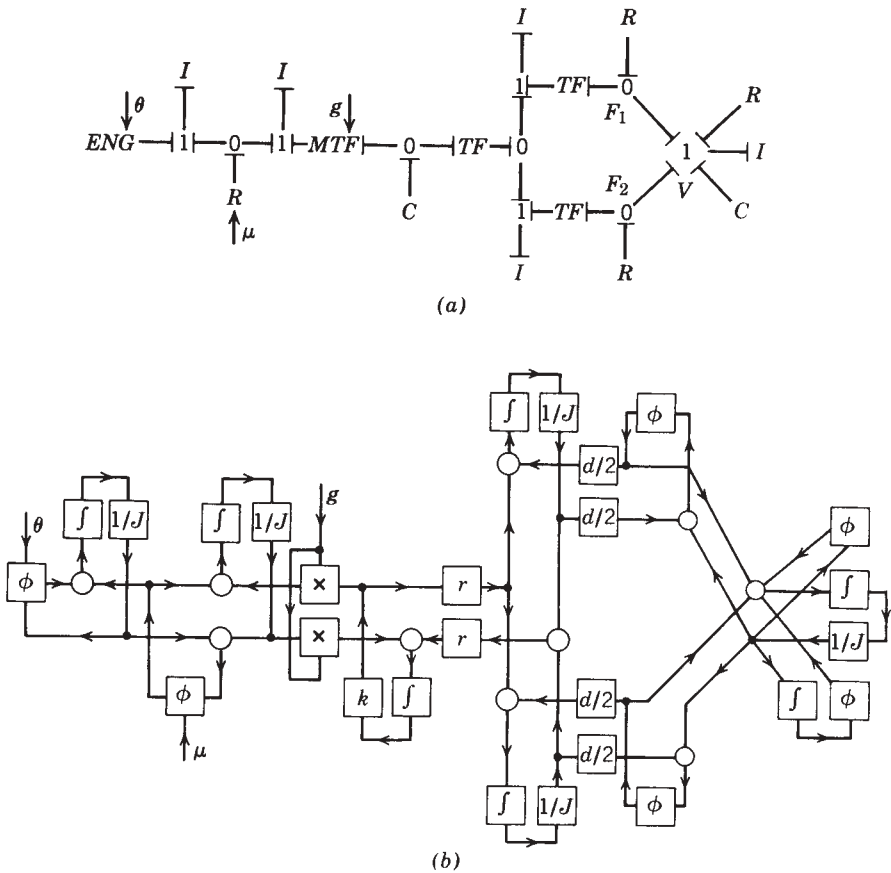 I R
I I 1 TF 0
θ g F₁ R
ENG 1 0 1 MTF 0 TF 0 1 I
R C F₂ V
μ 1 TF 0 C
I R
(a)
∫ 1/J ϕ
d/2
g
θ ∫ 1/J ∫ 1/J d/2 ϕ
ϕ × r ∫
× r 1/J
ϕ k ∫ d/2 ∫ ϕ
μ d/2
∫ 1/J ϕ
(b)